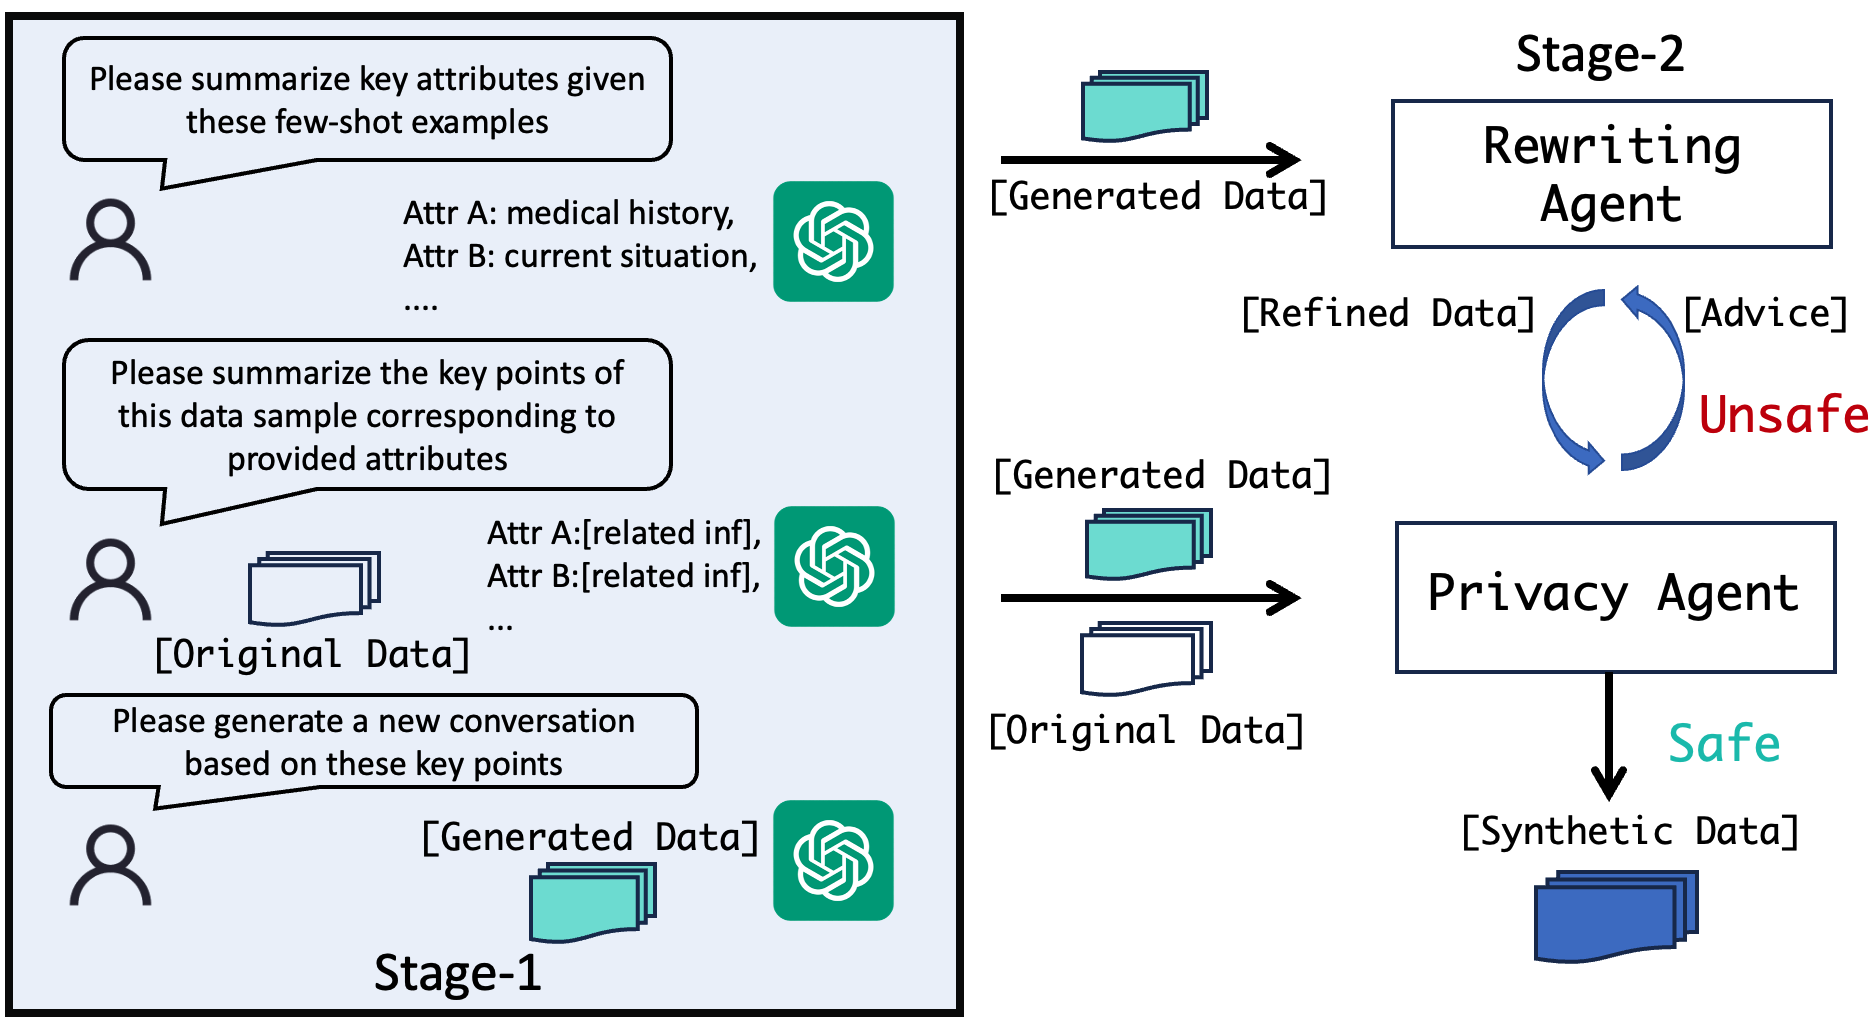 Please summarize key attributes given
these few-shot examples
Attr A: medical history,
Attr B: current situation,
....
Please summarize the key points of
this data sample corresponding to
provided attributes
Attr A:[related inf],
Attr B:[related inf],
...
[Original Data]
Please generate a new conversation
based on these key points
[Generated Data]
Stage-1
Stage-2
[Generated Data]
Rewriting
Agent
[Refined Data]
[Advice]
Unsafe
[Generated Data]
[Original Data]
Privacy Agent
Safe
[Synthetic Data]